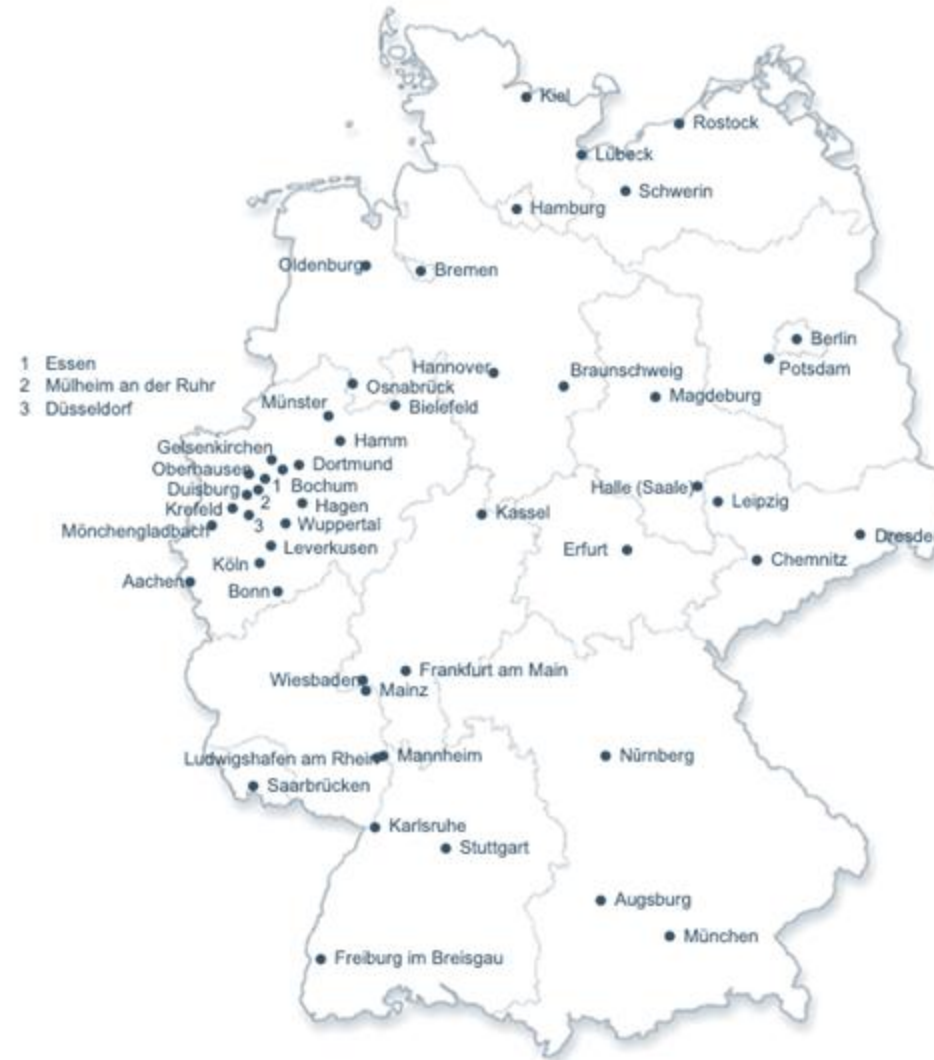 Kiel
Rostock
Lübeck
Schwerin
Hamburg
Oldenburg
Bremen
Berlin
1 Essen
Hannover
Braunschweig
Potsdam
2 Mülheim an der Ruhr
Osnabrück
Magdeburg
3 Düsseldorf
Münster
Bielefeld
Hamm
Gelsenkirchen
Oberhausen
Dortmund
Duisburg
1
Bochum
Halle (Saale)
Leipzig
Krefeld
2
Hagen
Kassel
Mönchengladbach
3
Wuppertal
Dresde
Leverkusen
Erfurt
Chemnitz
Köln
Aachen
Bonn
Frankfurt am Main
Wiesbaden
Mainz
Ludwigshafen am Rhein
Mannheim
Nürnberg
Saarbrücken
Karlsruhe
Stuttgart
Augsburg
München
Freiburg im Breisgau